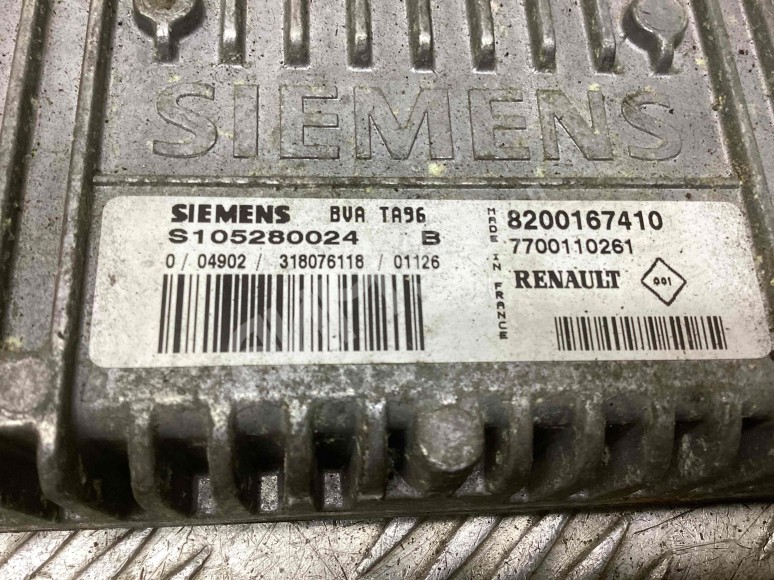 SIEMENS
SIEMENS BVA TA96
S105280024 B
0 / 04902 / 318076118 / 01126
MADE IN FRANCE
8200167410
7700110261
RENAULT 001